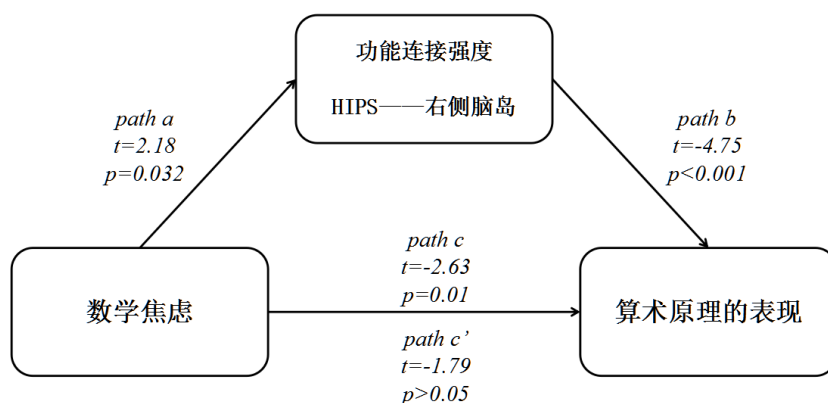 功能连接强度
HIPS——右侧脑岛
path a
t=2.18
p=0.032
path b
t=-4.75
p<0.001
数学焦虑
path c
t=-2.63
p=0.01
path c’
t=-1.79
p>0.05
算术原理的表现